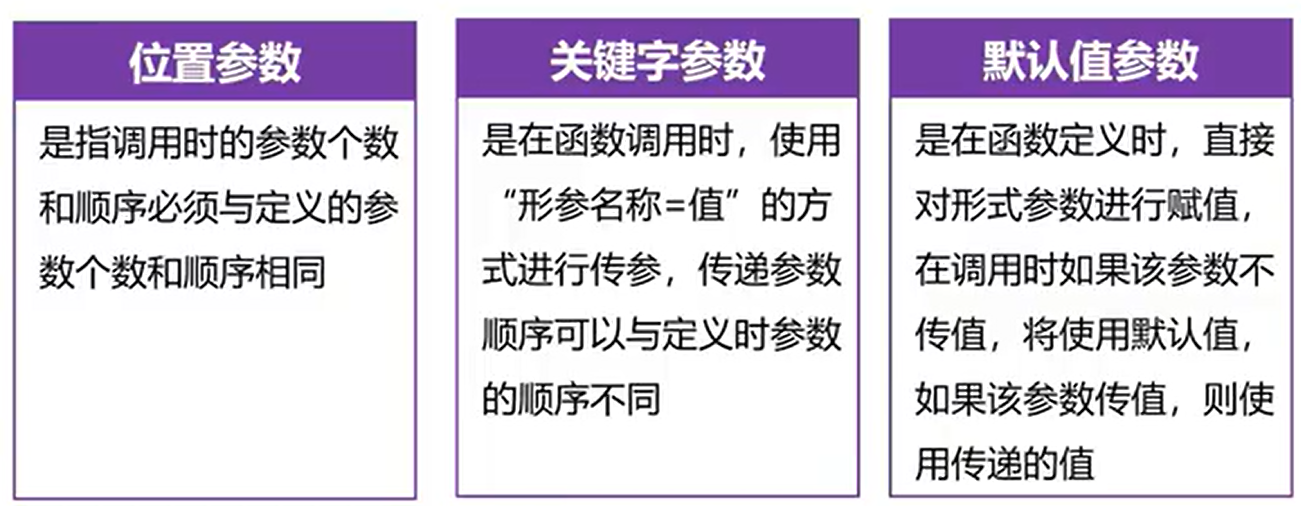 位置参数
是指调用时的参数个数
和顺序必须与定义的参
数个数和顺序相同
关键字参数
是在函数调用时，使用
“形参名称=值”的方
式进行传参，传递参数
顺序可以与定义时参数
的顺序不同
默认值参数
是在函数定义时，直接
对形式参数进行赋值，
在调用时如果该参数不
传值，将使用默认值，
如果该参数传值，则使
用传递的值